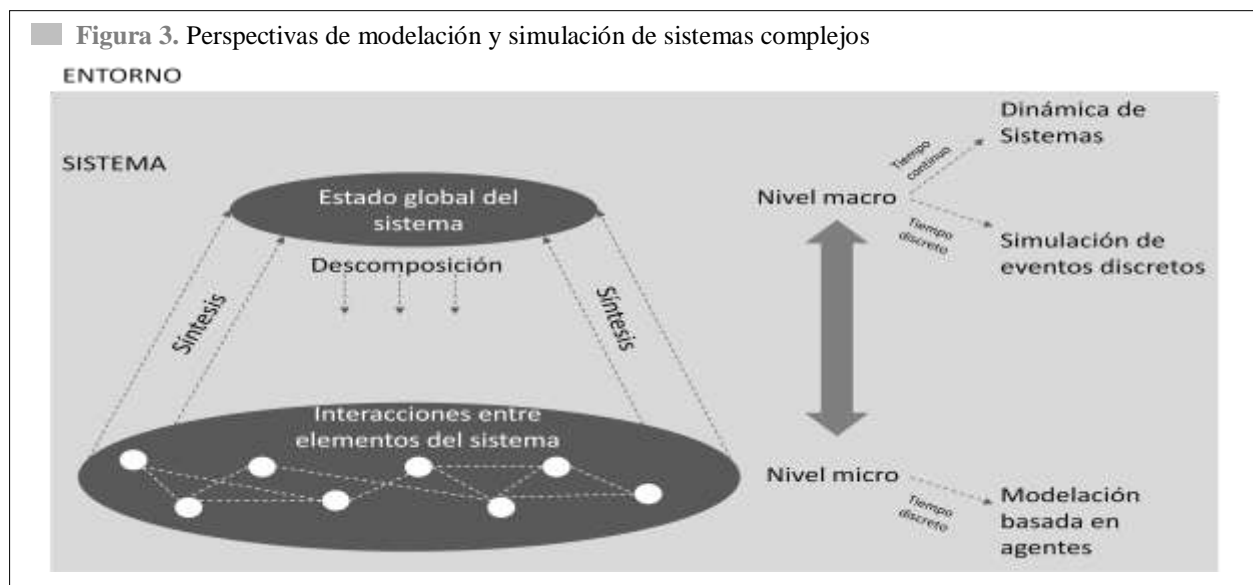 Figura 3. Perspectivas de modelación y simulación de sistemas complejos
ENTORNO
SISTEMA
Estado global del
sistema
Descomposición
Síntesis
Síntesis
Interacciones entre
elementos del sistema
Nivel macro
Tiempo
continuo
Dinámica de
Sistemas
Tiempo
discreto
Simulación de
eventos discretos
Nivel micro
Tiempo
discreto
Modelación
basada en
agentes